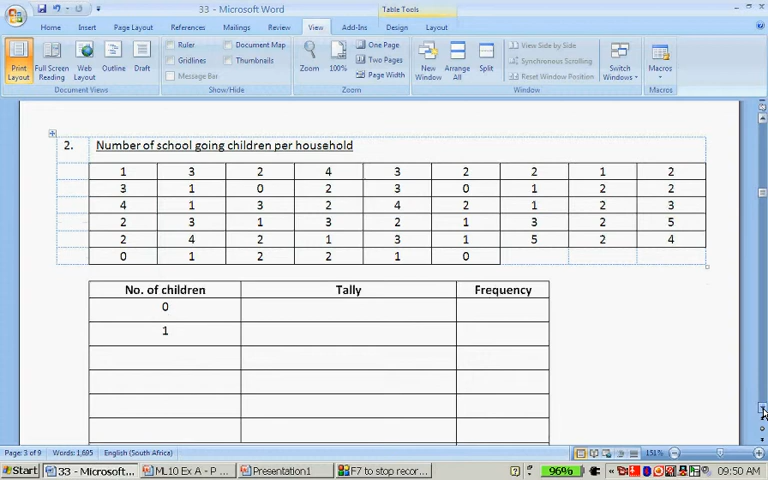 33 - Microsoft Word
Table Tools
Home Insert Page Layout References Mailings Review View Add-Ins Design Layout
Print Layout
Full Screen Reading
Web Layout
Outline
Draft
Document Views
Ruler
Gridlines
Message Bar
Document Map
Thumbnails
Show/Hide
Zoom
100%
One Page
Two Pages
Page Width
Zoom
New Window
Arrange All
Split
View Side by Side
Synchronous Scrolling
Reset Window Position
Switch Windows
Window
Macros
Macros
2. Number of school going children per household
1 3 2 4 3 2 2 1 2
3 1 0 2 3 0 1 2 2
4 1 3 2 4 2 1 2 3
2 3 1 3 2 1 3 2 5
2 4 2 1 3 1 5 2 4
0 1 2 2 1 0
No. of children Tally Frequency
0
1
Page: 3 of 9 Words: 1,695 English (South Africa) 151%
Start 33 - Microsoft... ML10 Ex A - P ... Presentation1 F7 to stop recor... 96% 09:50 AM